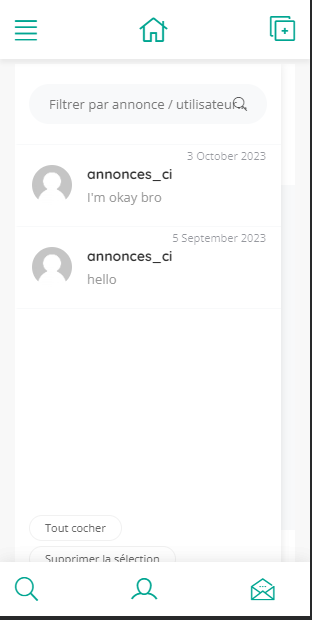 Filtrer par annonce / utilisateur...
3 October 2023
annonces_ci
I'm okay bro
5 September 2023
annonces_ci
hello
Tout cocher
Supprimer la sélection